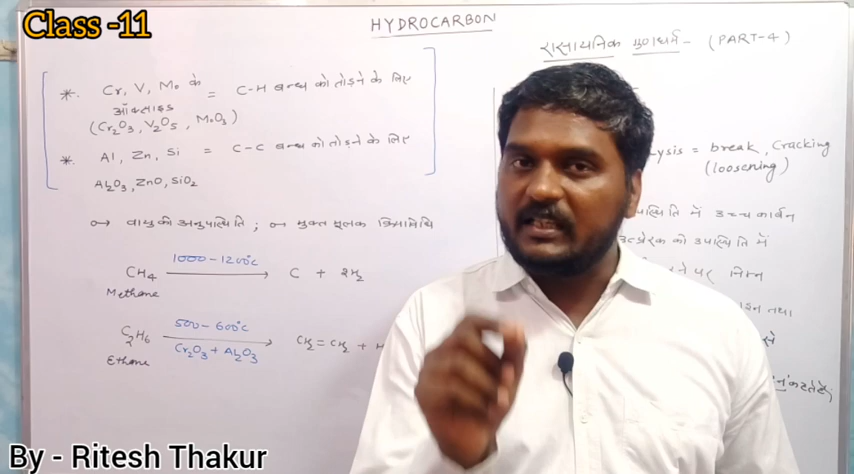 Class -11
HYDROCARBON
रासायनिक गुणधर्म - (PART-4)
*. Cr, V, Mo के = C-H बन्ध को तोड़ने के लिए
ऑक्साइड
(Cr₂O₃, V₂O₅, MoO₃)
*. Al, Zn, Si = C-C बन्ध को तोड़ने के लिए
Al₂O₃, ZnO, SiO₂
वायु की अनुपस्थिति ; मुक्त मूलक क्रियाविधि
CH₄ 1000-1200°C C + 2H₂
Methane
C₂H₆ 500-600°C CH₂=CH₂ + H
Ethane Cr₂O₃ + Al₂O₃
lysis = break, Cracking
(loosening)
में उच्च कार्बन
उत्प्रेरक की उपस्थिति में
पर निम्न
तथा
से
By - Ritesh Thakur